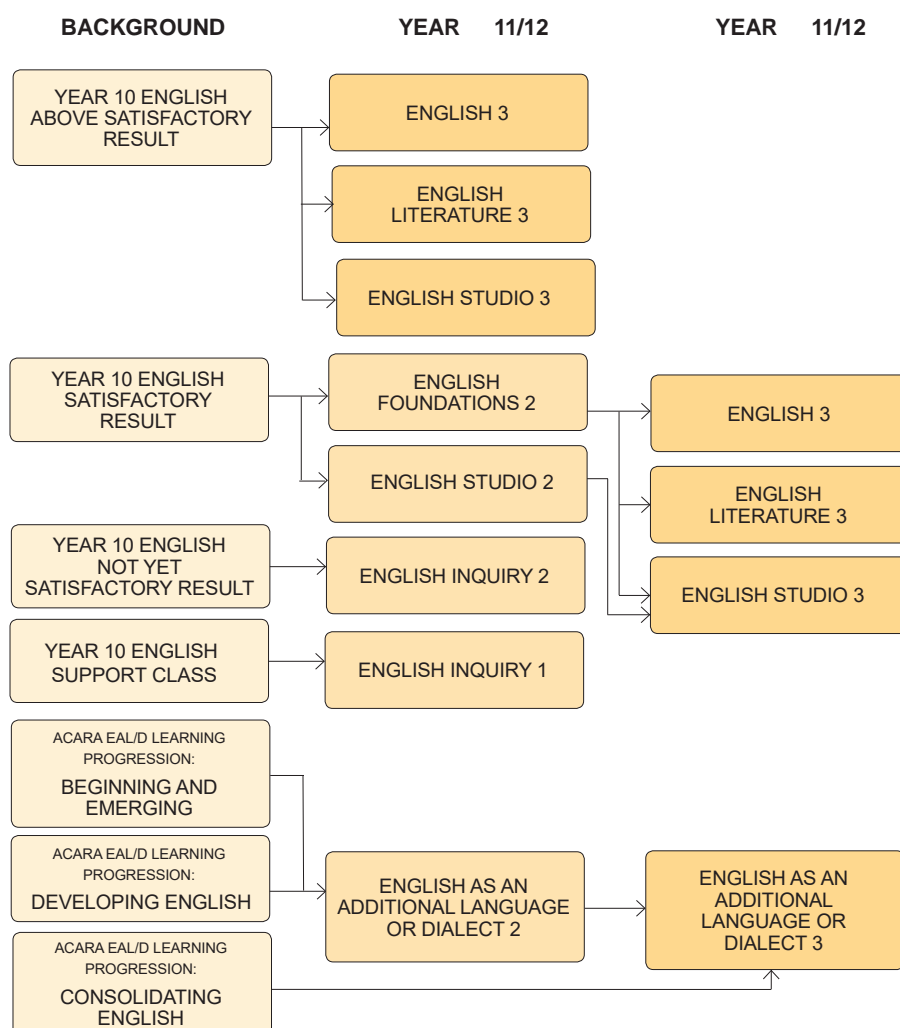 BACKGROUND
YEAR 11/12
YEAR 11/12
YEAR 10 ENGLISH
ABOVE SATISFACTORY
RESULT
ENGLISH 3
ENGLISH
LITERATURE 3
ENGLISH STUDIO 3
YEAR 10 ENGLISH
SATISFACTORY
RESULT
ENGLISH
FOUNDATIONS 2
ENGLISH 3
ENGLISH STUDIO 2
ENGLISH
LITERATURE 3
YEAR 10 ENGLISH
NOT YET
SATISFACTORY RESULT
ENGLISH INQUIRY 2
ENGLISH STUDIO 3
YEAR 10 ENGLISH
SUPPORT CLASS
ENGLISH INQUIRY 1
ACARA EAL/D LEARNING
PROGRESSION:
BEGINNING AND
EMERGING
ACARA EAL/D LEARNING
PROGRESSION:
DEVELOPING ENGLISH
ENGLISH AS AN
ADDITIONAL LANGUAGE
OR DIALECT 2
ENGLISH AS AN
ADDITIONAL
LANGUAGE OR
DIALECT 3
ACARA EAL/D LEARNING
PROGRESSION:
CONSOLIDATING
ENGLISH